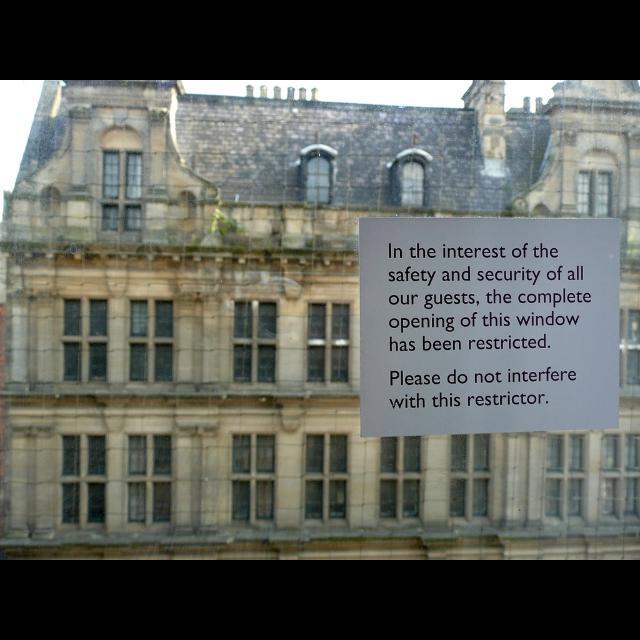 In the interest of the
safety and security of all
our guests, the complete
opening of this window
has been restricted.
Please do not interfere
with this restrictor.